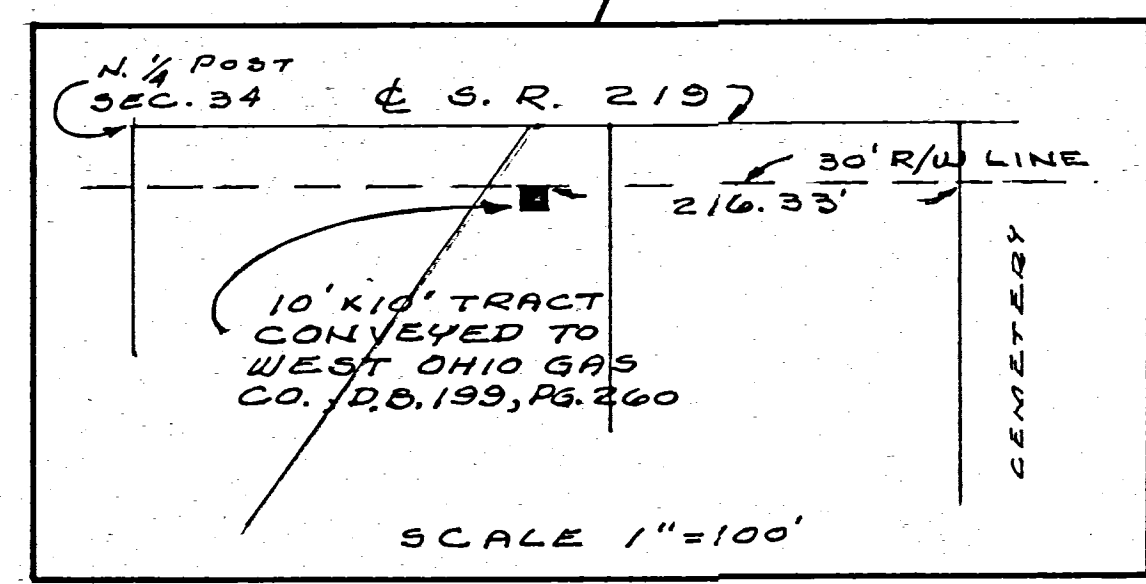 N. 1/4 POST
SEC. 34
℄ S. R. 219
30' R/W LINE
216.33'
10' X 10' TRACT
CONVEYED TO
WEST OHIO GAS
CO., D.B. 199, PG. 260
CEMETERY
SCALE 1"=100'